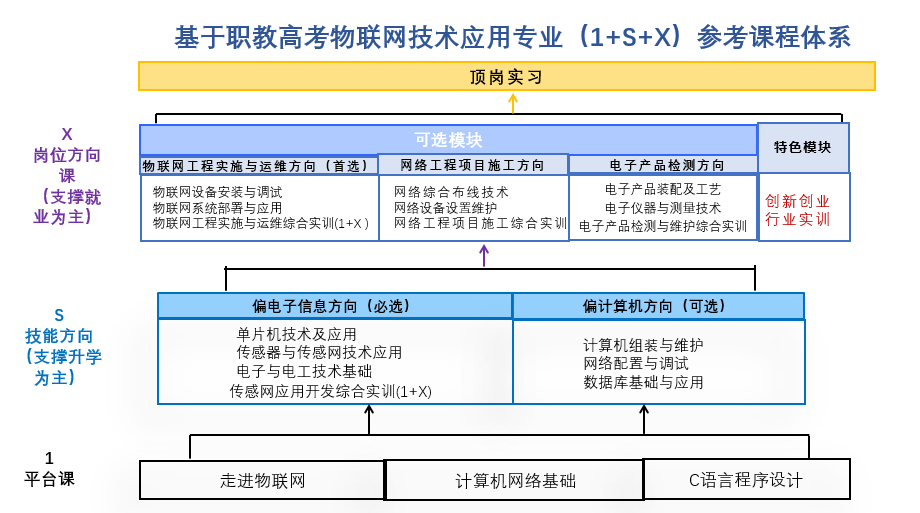 基于职教高考物联网技术应用专业（1+S+X）参考课程体系
顶岗实习
X
岗位方向
课
（支撑就
业为主）
可选模块
特色模块
物联网工程实施与运维方向（首选）
网络工程项目施工方向
电子产品检测方向
物联网设备安装与调试
物联网系统部署与应用
物联网工程实施与运维综合实训(1+X )
网络综合布线技术
网络设备设置维护
网络工程项目施工综合实训
电子产品装配及工艺
电子仪器与测量技术
电子产品检测与维护综合实训
创新创业
行业实训
S
技能方向
（支撑升学
为主）
偏电子信息方向（必选）
偏计算机方向（可选）
单片机技术及应用
传感器与传感网技术应用
电子与电工技术基础
传感网应用开发综合实训(1+X)
计算机组装与维护
网络配置与调试
数据库基础与应用
1
平台课
走进物联网
计算机网络基础
C语言程序设计